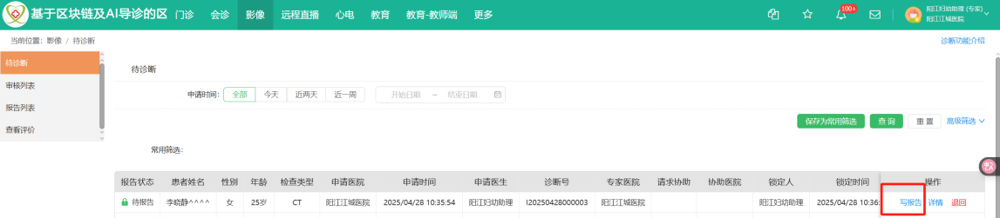 基于区块链及AI导诊的区 门诊 会诊 影像 远程直播 心电 教育 教育-教师端 更多 100+ 阳江妇幼助理 (专家)
阳江江城医院
当前位置: 影像 / 待诊断 诊断功能介绍
待诊断
审核列表
报告列表
查看评价
待诊断
申请时间: 全部 今天 近两天 近一周 开始日期 ~ 结束日期
保存为常用筛选 查 询 重 置 高级筛选
常用筛选:
报告状态 患者姓名 性别 年龄 检查类型 申请医院 申请时间 申请医生 诊断号 专家医院 请求协助 协助医院 锁定人 锁定时间 操作
待报告 李晓静^^^^ 女 25岁 CT 阳江江城医院 2025/04/28 10:35:54 阳江妇幼助理 I20250428000003 阳江江城医院 阳江妇幼助理 2025/04/28 10:36: 写报告 详情 退回